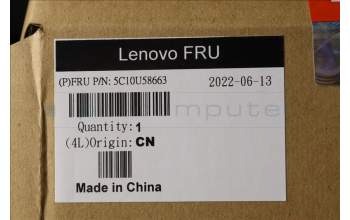 Lenovo FRU
(P)FRU P/N: 5C10U58663 2022-06-13
Quantity: 1
(4L)Origin: CN
Made in China